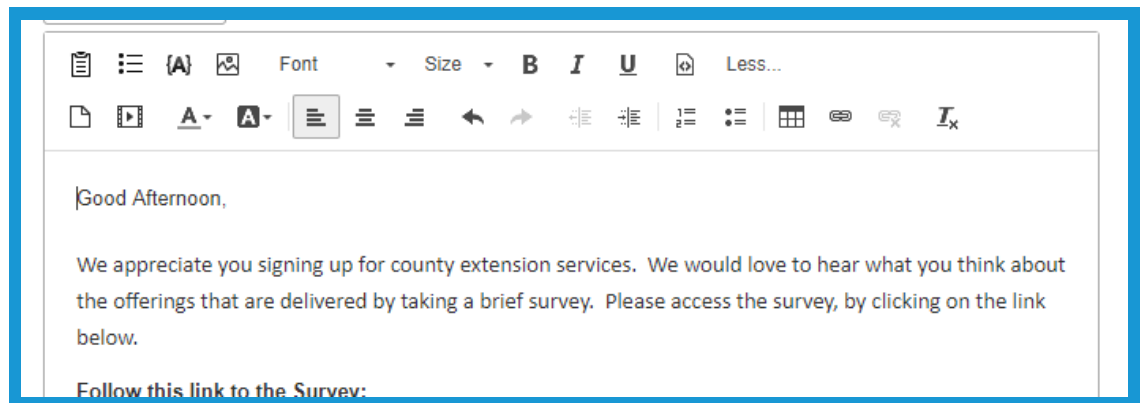 {A} Font Size B I U Less...
A A Tx
Good Afternoon,
We appreciate you signing up for county extension services.  We would love to hear what you think about
the offerings that are delivered by taking a brief survey.  Please access the survey, by clicking on the link
below.
Follow this link to the Survey: